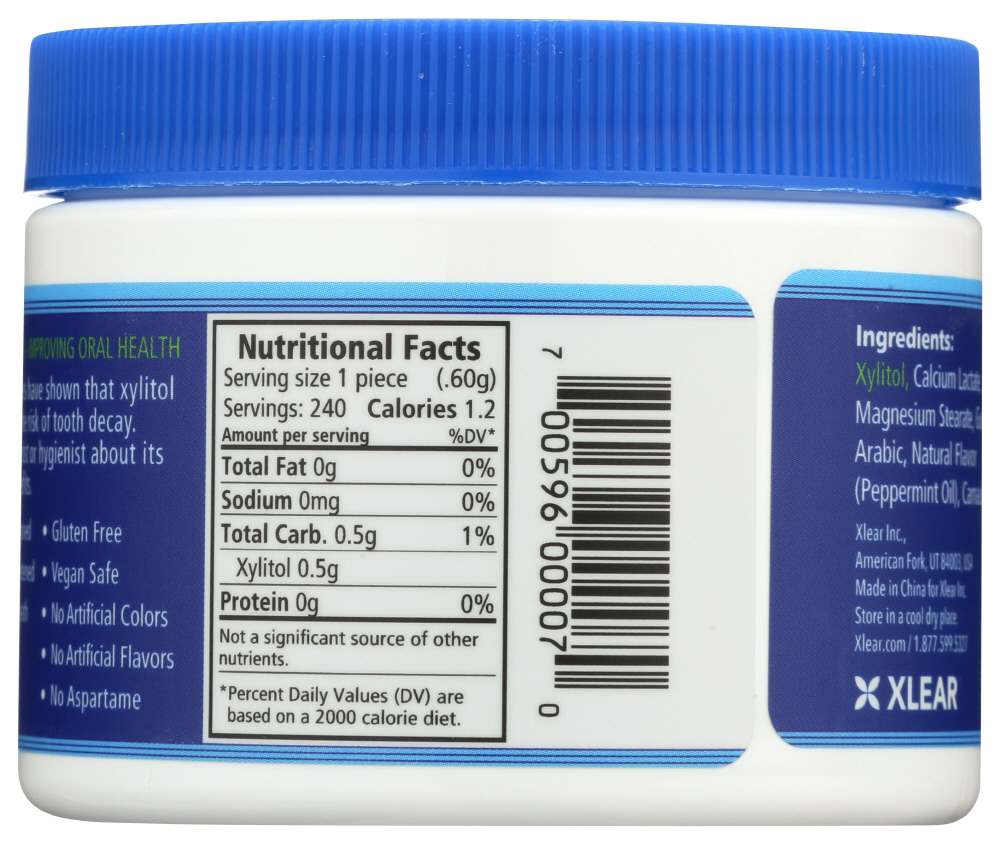 IMPROVING ORAL HEALTH
have shown that xylitol
risk of tooth decay.
or hygienist about its
• Gluten Free
• Vegan Safe
• No Artificial Colors
• No Artificial Flavors
• No Aspartame
Nutritional Facts
Serving size 1 piece (.60g)
Servings: 240 Calories 1.2
Amount per serving %DV*
Total Fat 0g 0%
Sodium 0mg 0%
Total Carb. 0.5g 1%
Xylitol 0.5g
Protein 0g 0%
Not a significant source of other
nutrients.
*Percent Daily Values (DV) are
based on a 2000 calorie diet.
7 00596 00007 0
Ingredients:
Xylitol, Calcium Lactate,
Magnesium Stearate,
Arabic, Natural Flavor
(Peppermint Oil),
Xlear Inc.,
American Fork, UT 84003, USA
Made in China for Xlear Inc.
Store in a cool dry place.
Xlear.com / 1.877.599.5327
XLEAR